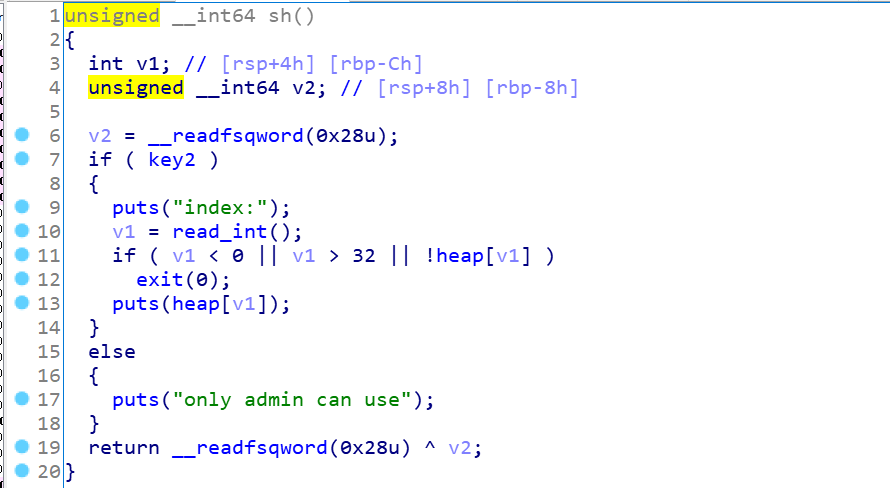 1 unsigned __int64 sh()
2 {
3   int v1; // [rsp+4h] [rbp-Ch]
4   unsigned __int64 v2; // [rsp+8h] [rbp-8h]
5
6   v2 = __readfsqword(0x28u);
7   if ( key2 )
8   {
9     puts("index:");
10     v1 = read_int();
11     if ( v1 < 0 || v1 > 32 || !heap[v1] )
12       exit(0);
13     puts(heap[v1]);
14   }
15   else
16   {
17     puts("only admin can use");
18   }
19   return __readfsqword(0x28u) ^ v2;
20 }